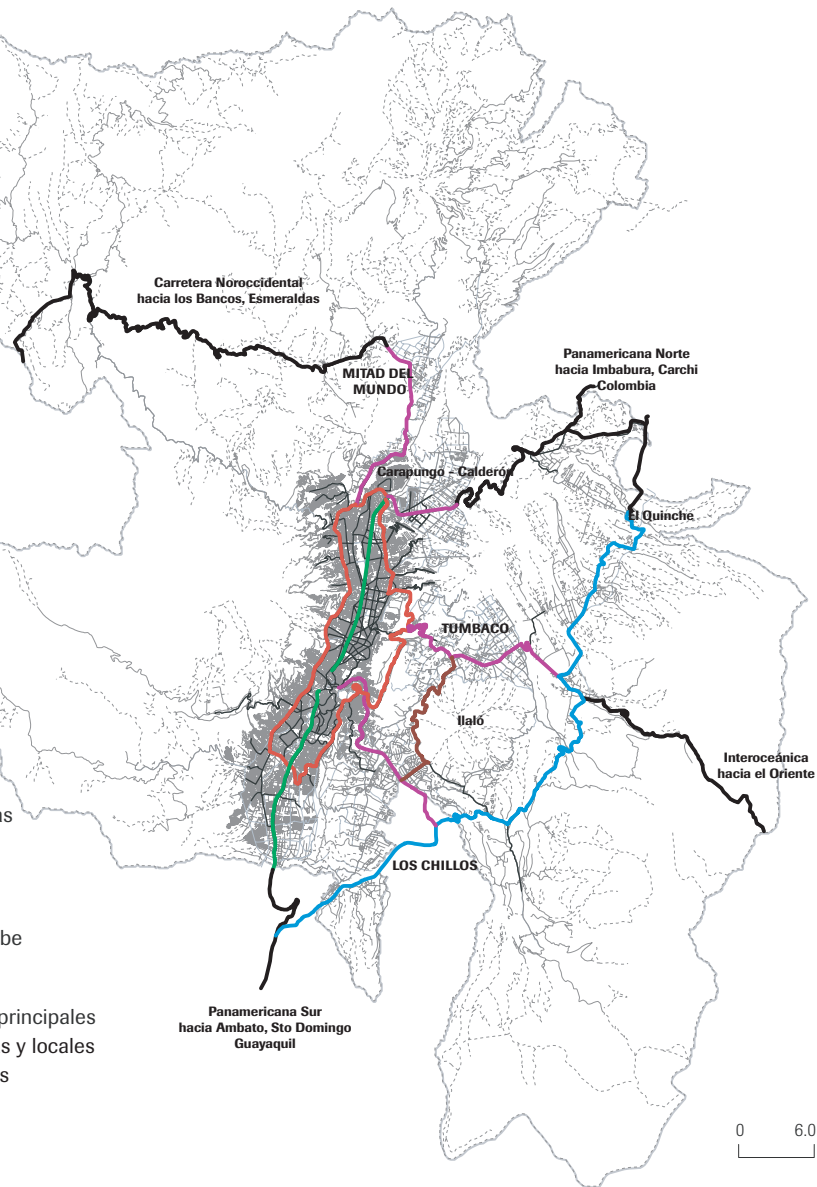 Carretera Noroccidental
hacia los Bancos, Esmeraldas
Panamericana Norte
hacia Imbabura, Carchi
Colombia
MITAD DEL
MUNDO
Carapungo - Calderón
El Quinche
TUMBACO
Ilaló
Interoceánica
hacia el Oriente
as
LOS CHILLOS
be
principales
s y locales
s
Panamericana Sur
hacia Ambato, Sto Domingo
Guayaquil
0 6.0